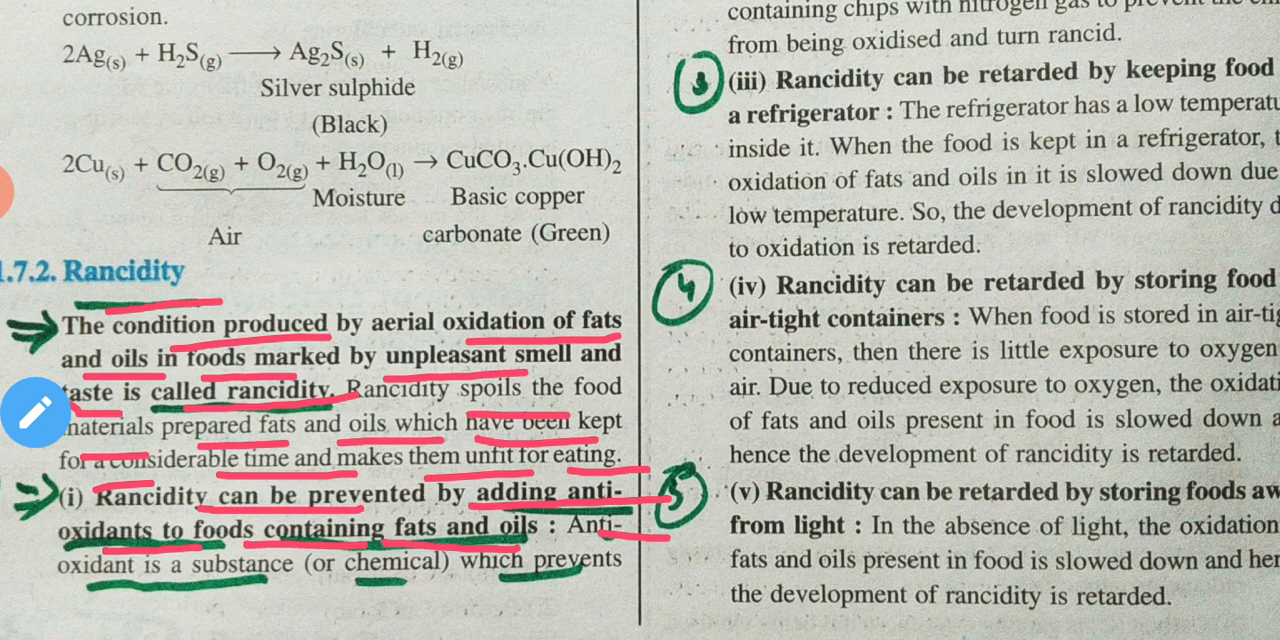 corrosion.
2Ag(s) + H2S(g) ⟶ Ag2S(s) + H2(g)
Silver sulphide
(Black)
2Cu(s) + CO2(g) + O2(g) + H2O(l) → CuCO3.Cu(OH)2
Moisture Basic copper
Air carbonate (Green)
1.7.2. Rancidity
The condition produced by aerial oxidation of fats
and oils in foods marked by unpleasant smell and
taste is called rancidity. Rancidity spoils the food
materials prepared fats and oils which have been kept
for a considerable time and makes them unfit for eating.
(i) Rancidity can be prevented by adding anti-
oxidants to foods containing fats and oils : Anti-
oxidant is a substance (or chemical) which prevents
containing chips with nitrogen gas to prevent the
from being oxidised and turn rancid.
3 (iii) Rancidity can be retarded by keeping food
a refrigerator : The refrigerator has a low temperatu
inside it. When the food is kept in a refrigerator,
oxidation of fats and oils in it is slowed down due
low temperature. So, the development of rancidity d
to oxidation is retarded.
4 (iv) Rancidity can be retarded by storing food
air-tight containers : When food is stored in air-tig
containers, then there is little exposure to oxygen
air. Due to reduced exposure to oxygen, the oxidati
of fats and oils present in food is slowed down a
hence the development of rancidity is retarded.
5 (v) Rancidity can be retarded by storing foods aw
from light : In the absence of light, the oxidation
fats and oils present in food is slowed down and her
the development of rancidity is retarded.